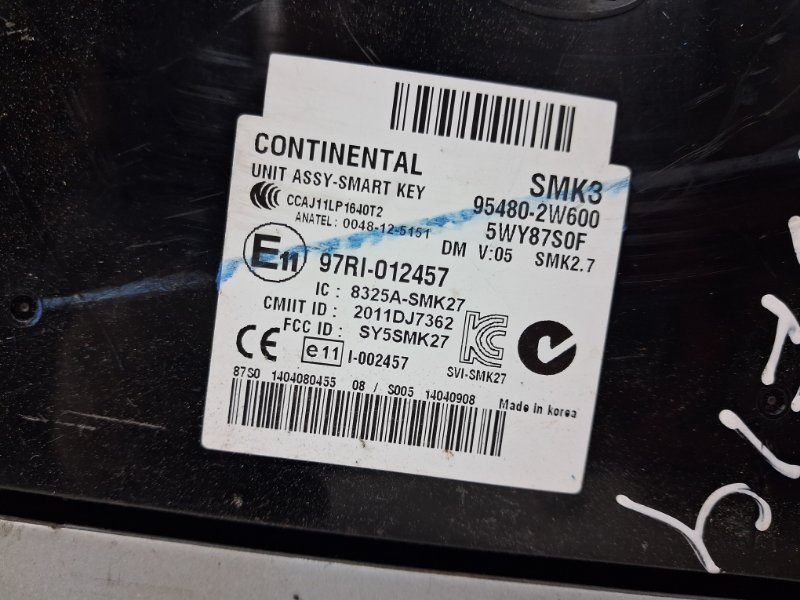 CONTINENTAL
UNIT ASSY-SMART KEY
SMK3
CCAJ11LP1640T2
95480-2W600
ANATEL: 0048-12-5151
5WY87S0F
DM V:05 SMK2.7
E11 97RI-012457
IC : 8325A-SMK27
CMIIT ID : 2011DJ7362
FCC ID : SY5SMK27
CE e11 I-002457
SVI-SMK27
87S0 1404080455 08 / S005 14040908
Made in korea